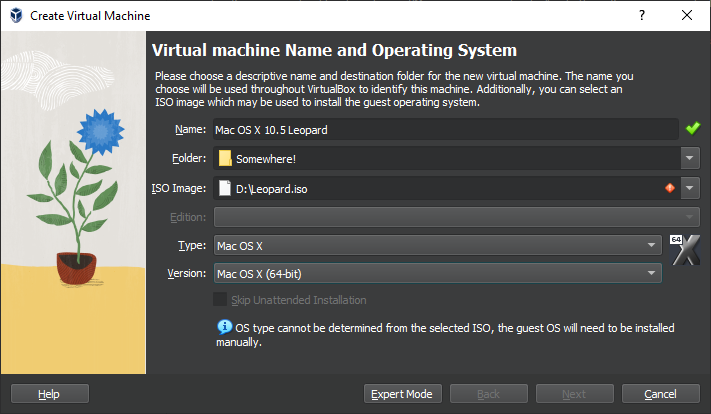 Create Virtual Machine
?
Virtual machine Name and Operating System
Please choose a descriptive name and destination folder for the new virtual machine. The name you
choose will be used throughout VirtualBox to identify this machine. Additionally, you can select an
ISO image which may be used to install the guest operating system.
Name: Mac OS X 10.5 Leopard
Folder: Somewhere!
ISO Image: D:\Leopard.iso
Edition:
Type: Mac OS X
64 X
Version: Mac OS X (64-bit)
Skip Unattended Installation
OS type cannot be determined from the selected ISO, the guest OS will need to be installed
manually.
Help Expert Mode Back Next Cancel